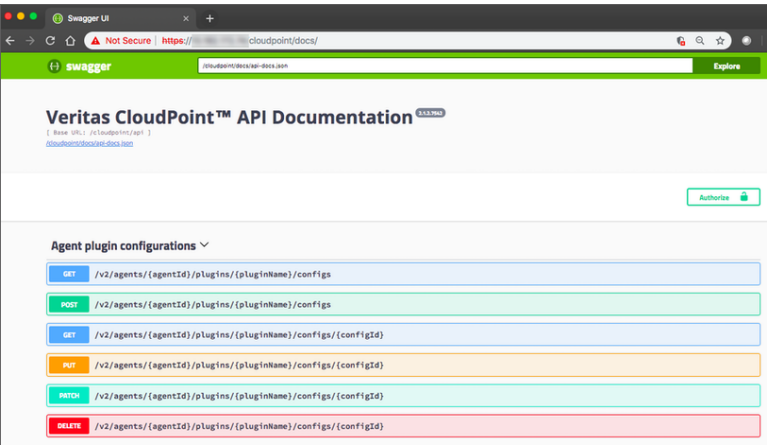 Swagger UI
Not Secure | https:// cloudpoint/docs/
swagger
/cloudpoint/docs/api-docs.json
Explore
Veritas CloudPoint™ API Documentation
[ Base URL: /cloudpoint/api ]
/cloudpoint/docs/api-docs.json
Authorize
Agent plugin configurations
GET /v2/agents/{agentId}/plugins/{pluginName}/configs
POST /v2/agents/{agentId}/plugins/{pluginName}/configs
GET /v2/agents/{agentId}/plugins/{pluginName}/configs/{configId}
PUT /v2/agents/{agentId}/plugins/{pluginName}/configs/{configId}
PATCH /v2/agents/{agentId}/plugins/{pluginName}/configs/{configId}
DELETE /v2/agents/{agentId}/plugins/{pluginName}/configs/{configId}